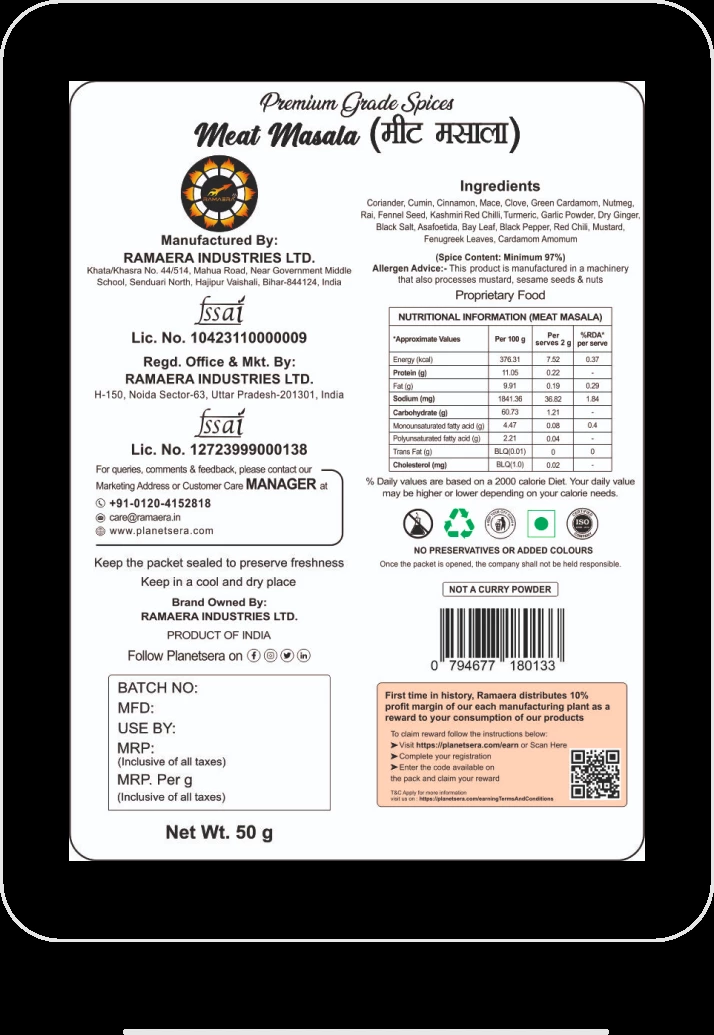 Premium Grade Spices
Meat Masala (मीट मसाला)
RAMAERA
Manufactured By:
RAMAERA INDUSTRIES LTD.
Khata/Khasra No. 44/514, Mahua Road, Near Government Middle
School, Senduari North, Hajipur Vaishali, Bihar-844124, India
fssai
Lic. No. 10423110000009
Regd. Office & Mkt. By:
RAMAERA INDUSTRIES LTD.
H-150, Noida Sector-63, Uttar Pradesh-201301, India
fssai
Lic. No. 12723999000138
For queries, comments & feedback, please contact our
Marketing Address or Customer Care MANAGER at
+91-0120-4152818
care@ramaera.in
www.planetsera.com
Keep the packet sealed to preserve freshness
Keep in a cool and dry place
Brand Owned By:
RAMAERA INDUSTRIES LTD.
PRODUCT OF INDIA
Follow Planetsera on
BATCH NO:
MFD:
USE BY:
MRP:
(Inclusive of all taxes)
MRP. Per g
(Inclusive of all taxes)
Net Wt. 50 g
Ingredients
Coriander, Cumin, Cinnamon, Mace, Clove, Green Cardamom, Nutmeg,
Rai, Fennel Seed, Kashmiri Red Chilli, Turmeric, Garlic Powder, Dry Ginger,
Black Salt, Asafoetida, Bay Leaf, Black Pepper, Red Chili, Mustard,
Fenugreek Leaves, Cardamom Amomum
(Spice Content: Minimum 97%)
Allergen Advice:- This product is manufactured in a machinery
that also processes mustard, sesame seeds & nuts
Proprietary Food
NUTRITIONAL INFORMATION (MEAT MASALA)
*Approximate Values Per 100 g Per serves 2 g %RDA* per serve
Energy (kcal) 376.31 7.52 0.37
Protein (g) 11.05 0.22 -
Fat (g) 9.91 0.19 0.29
Sodium (mg) 1841.36 36.82 1.84
Carbohydrate (g) 60.73 1.21 -
Monounsaturated fatty acid (g) 4.47 0.08 0.4
Polyunsaturated fatty acid (g) 2.21 0.04 -
Trans Fat (g) BLQ(0.01) 0 0
Cholesterol (mg) BLQ(1.0) 0.02 -
% Daily values are based on a 2000 calorie Diet. Your daily value
may be higher or lower depending on your calorie needs.
ISO
NO PRESERVATIVES OR ADDED COLOURS
Once the packet is opened, the company shall not be held responsible.
NOT A CURRY POWDER
0 794677 180133
First time in history, Ramaera distributes 10%
profit margin of our each manufacturing plant as a
reward to your consumption of our products
To claim reward follow the instructions below:
➤ Visit https://planetsera.com/earn or Scan Here
➤ Complete your registration
➤ Enter the code available on
the pack and claim your reward
T&C Apply for more information
visit us on : https://planetsera.com/earningTermsAndConditions